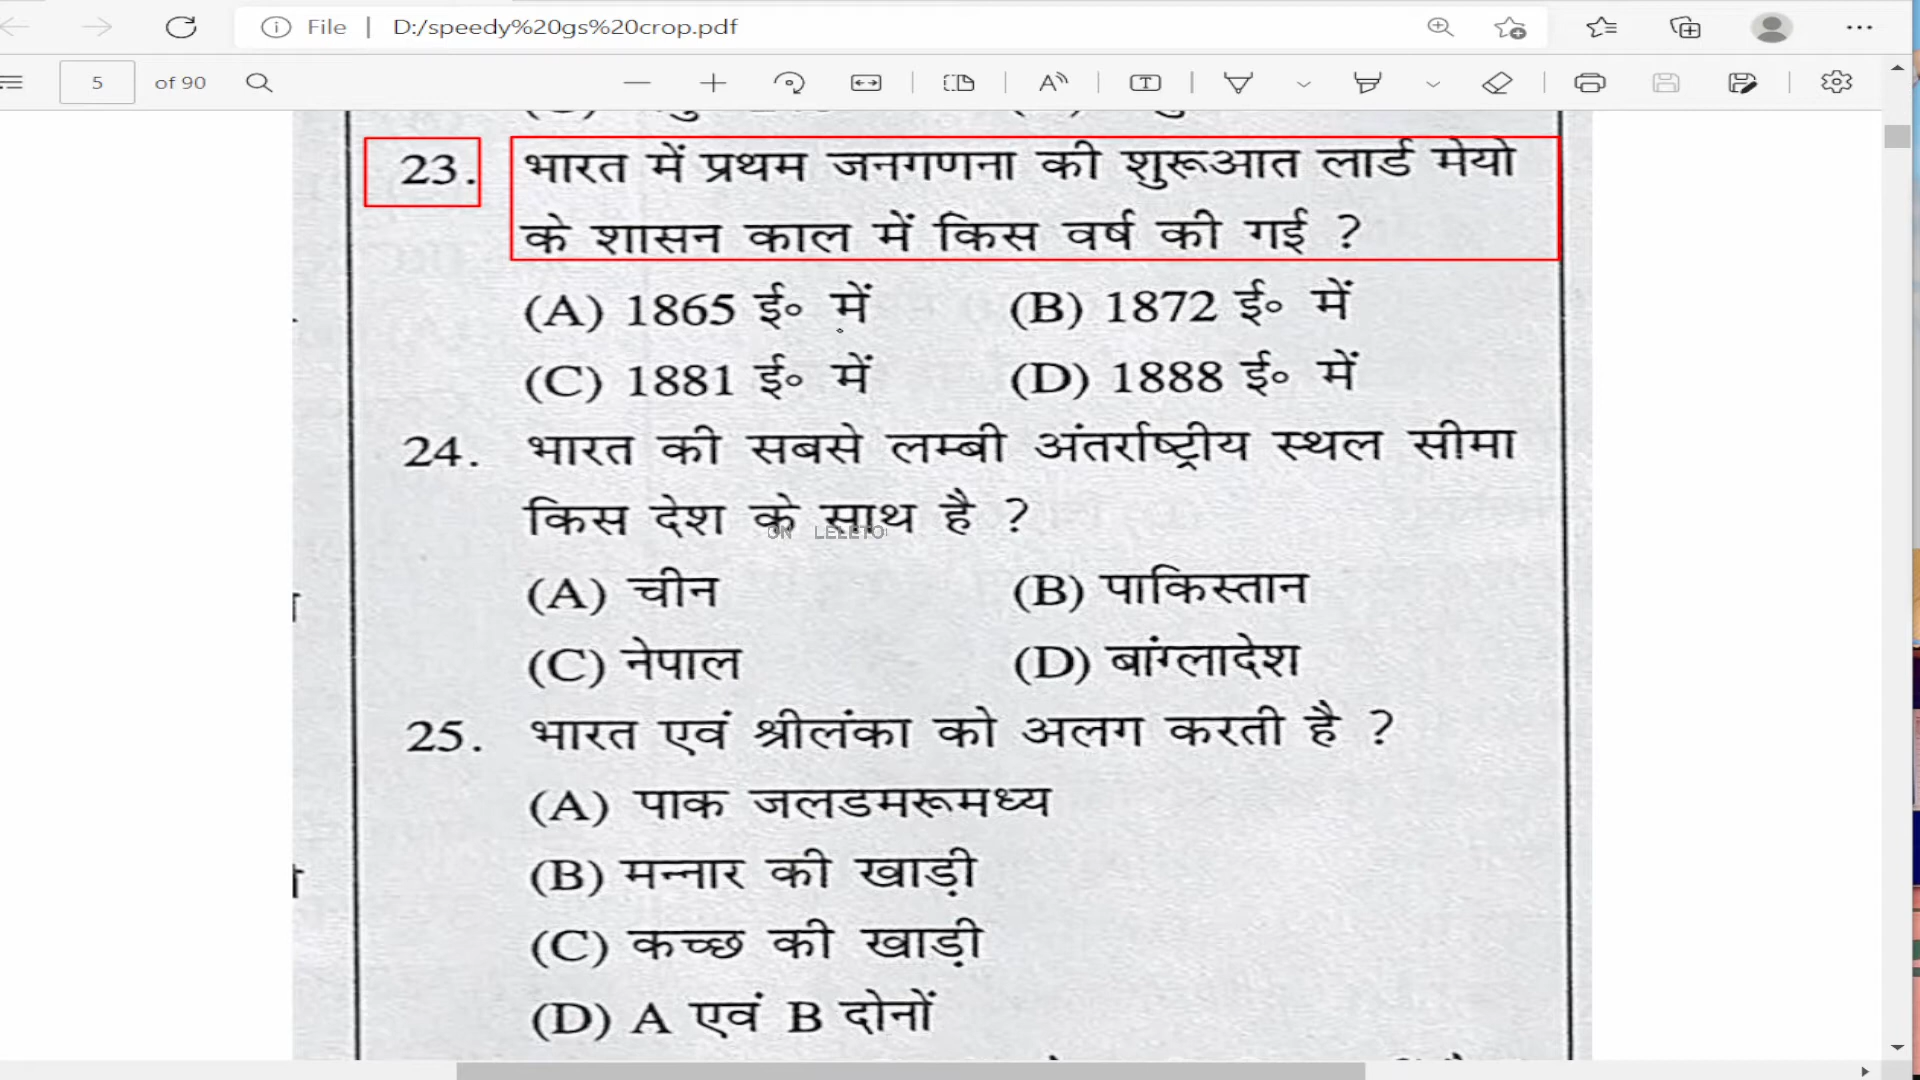 File | D:/speedy%20gs%20crop.pdf
5 of 90
23. भारत में प्रथम जनगणना की शुरूआत लार्ड मेयो
के शासन काल में किस वर्ष की गई ?
(A) 1865 ई० में (B) 1872 ई० में
(C) 1881 ई० में (D) 1888 ई० में
24. भारत की सबसे लम्बी अंतर्राष्ट्रीय स्थल सीमा
किस देश के साथ है ?
(A) चीन (B) पाकिस्तान
(C) नेपाल (D) बांग्लादेश
25. भारत एवं श्रीलंका को अलग करती है ?
(A) पाक जलडमरूमध्य
(B) मन्नार की खाड़ी
(C) कच्छ की खाड़ी
(D) A एवं B दोनों